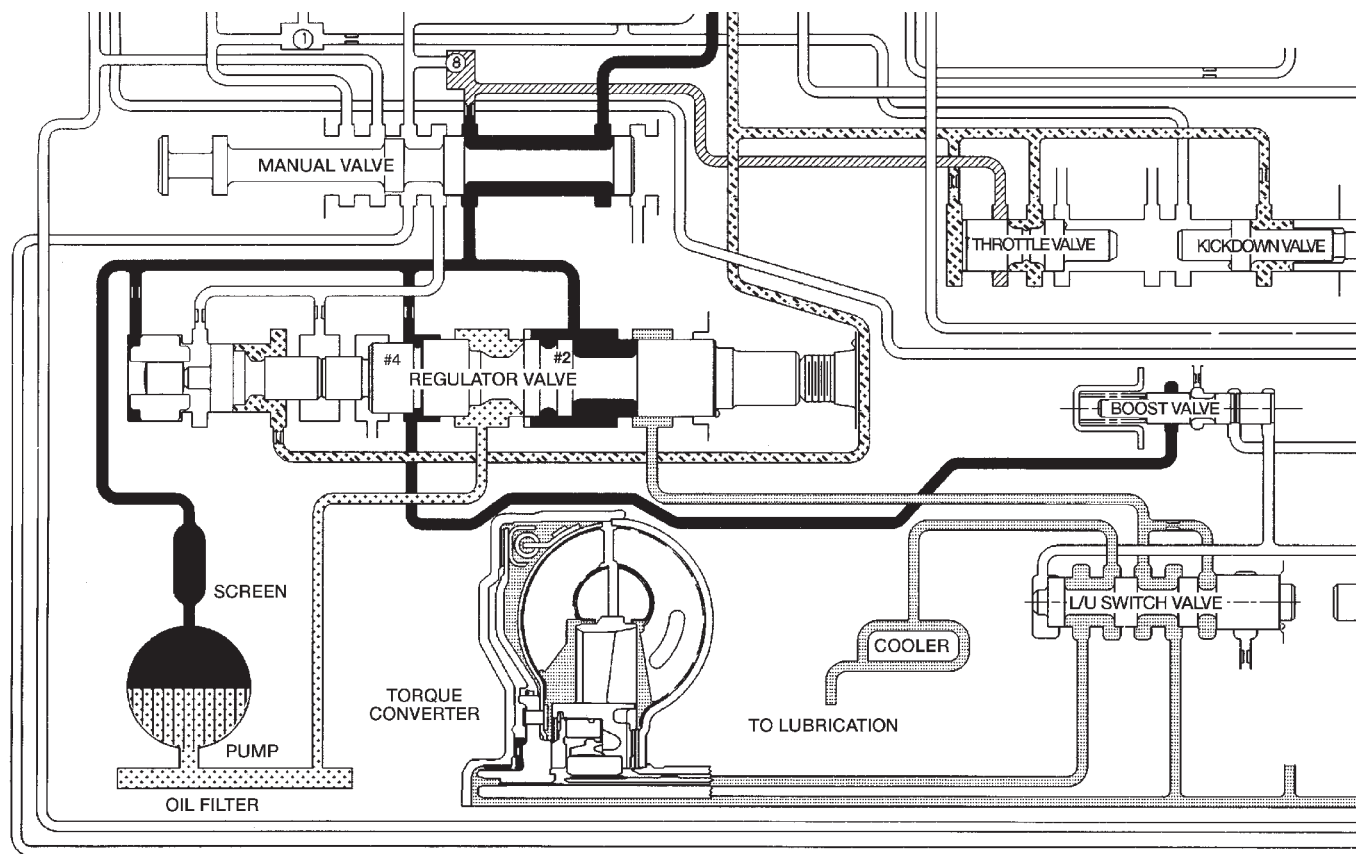 1
8
MANUAL VALVE
THROTTLE VALVE
KICKDOWN VALVE
#4
#2
REGULATOR VALVE
BOOST VALVE
SCREEN
L/U SWITCH VALVE
COOLER
TORQUE
CONVERTER
TO LUBRICATION
PUMP
OIL FILTER